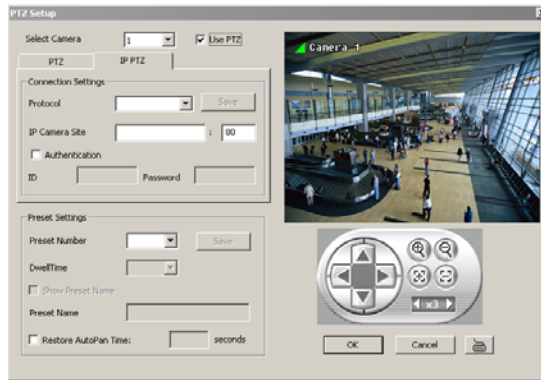 PTZ Setup
Select Camera 1 Use PTZ
PTZ IP PTZ
Connection Settings
Protocol Save
IP Camera Site : 80
Authentication
ID Password
Preset Settings
Preset Number Save
DwellTime
Show Preset Name
Preset Name
Restore AutoPan Time: seconds
Camera 1
x3
OK Cancel